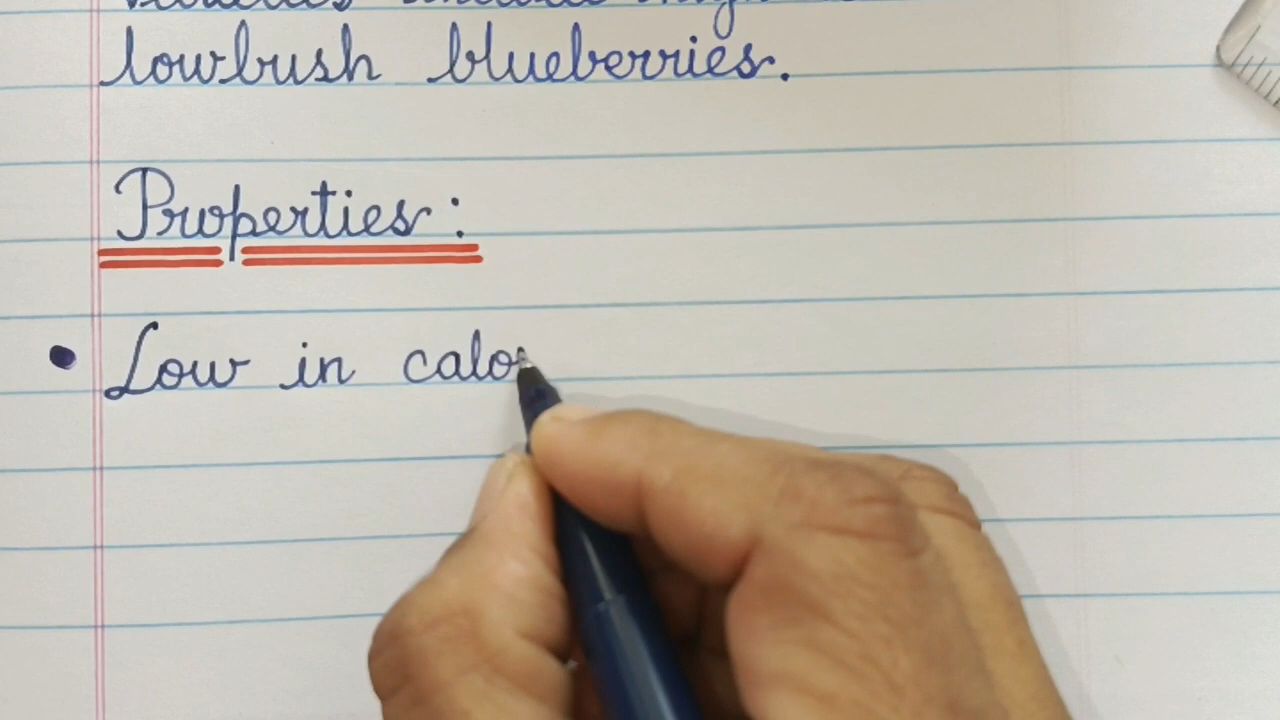 lowbush blueberries.
Properties :
• Low in calo